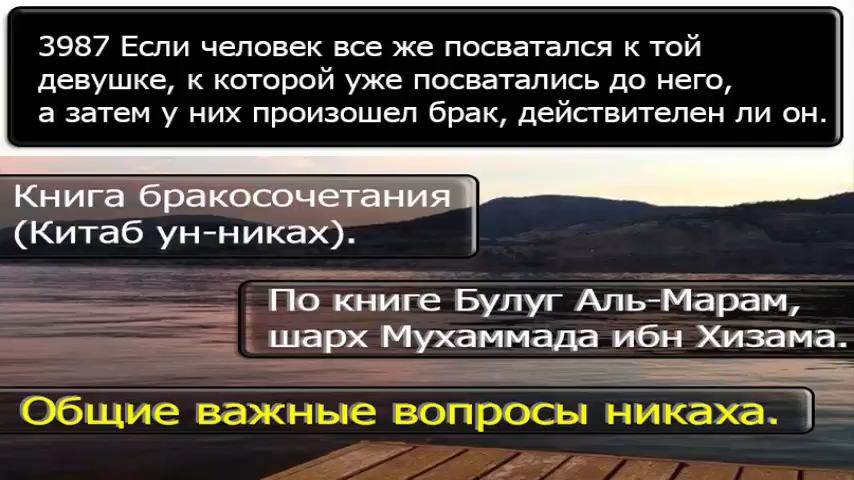 3987 Если человек все же посватался к той
девушке, к которой уже посватались до него,
а затем у них произошел брак, действителен ли он.
Книга бракосочетания
(Китаб ун-никах).
По книге Булуг Аль-Марам,
шарх Мухаммада ибн Хизама.
Общие важные вопросы никаха.